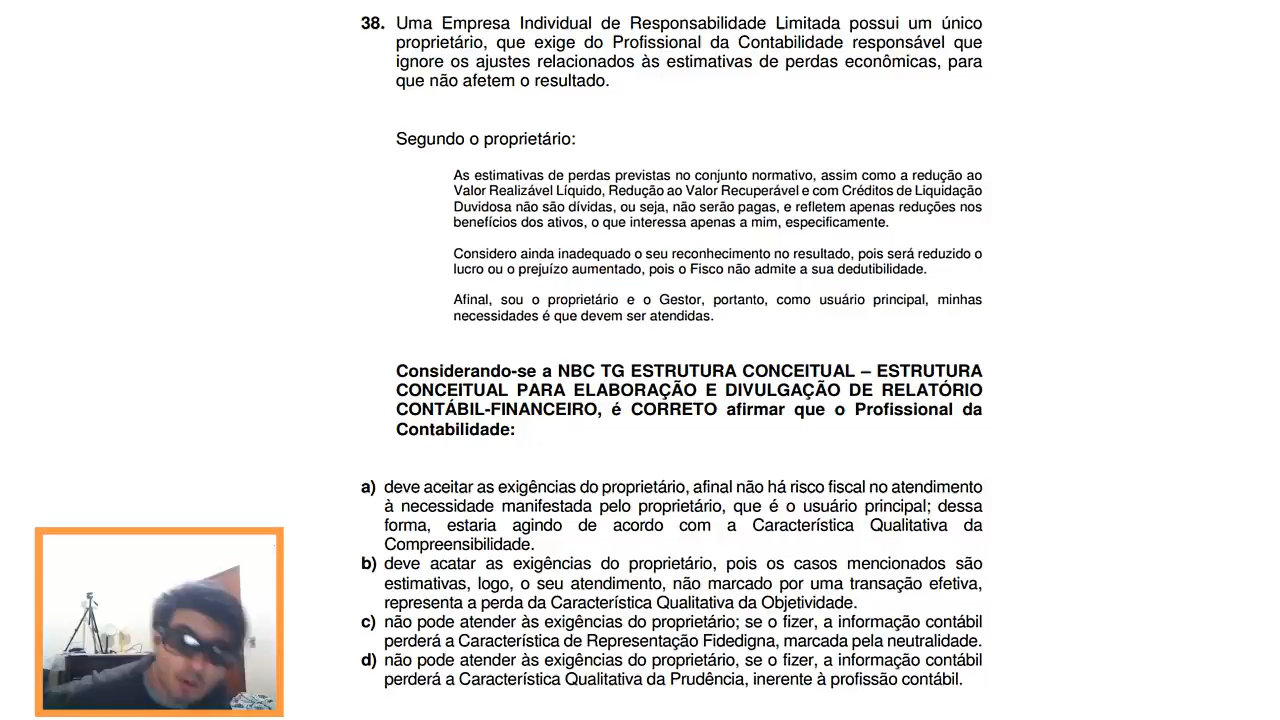 38. Uma Empresa Individual de Responsabilidade Limitada possui um único
proprietário, que exige do Profissional da Contabilidade responsável que
ignore os ajustes relacionados às estimativas de perdas econômicas, para
que não afetem o resultado.
Segundo o proprietário:
As estimativas de perdas previstas no conjunto normativo, assim como a redução ao
Valor Realizável Líquido, Redução ao Valor Recuperável e com Créditos de Liquidação
Duvidosa não são dívidas, ou seja, não serão pagas, e refletem apenas reduções nos
benefícios dos ativos, o que interessa apenas a mim, especificamente.
Considero ainda inadequado o seu reconhecimento no resultado, pois será reduzido o
lucro ou o prejuízo aumentado, pois o Fisco não admite a sua dedutibilidade.
Afinal, sou o proprietário e o Gestor, portanto, como usuário principal, minhas
necessidades é que devem ser atendidas.
Considerando-se a NBC TG ESTRUTURA CONCEITUAL – ESTRUTURA
CONCEITUAL PARA ELABORAÇÃO E DIVULGAÇÃO DE RELATÓRIO
CONTÁBIL-FINANCEIRO, é CORRETO afirmar que o Profissional da
Contabilidade:
a) deve aceitar as exigências do proprietário, afinal não há risco fiscal no atendimento
à necessidade manifestada pelo proprietário, que é o usuário principal; dessa
forma, estaria agindo de acordo com a Característica Qualitativa da
Compreensibilidade.
b) deve acatar as exigências do proprietário, pois os casos mencionados são
estimativas, logo, o seu atendimento, não marcado por uma transação efetiva,
representa a perda da Característica Qualitativa da Objetividade.
c) não pode atender às exigências do proprietário; se o fizer, a informação contábil
perderá a Característica de Representação Fidedigna, marcada pela neutralidade.
d) não pode atender às exigências do proprietário, se o fizer, a informação contábil
perderá a Característica Qualitativa da Prudência, inerente à profissão contábil.